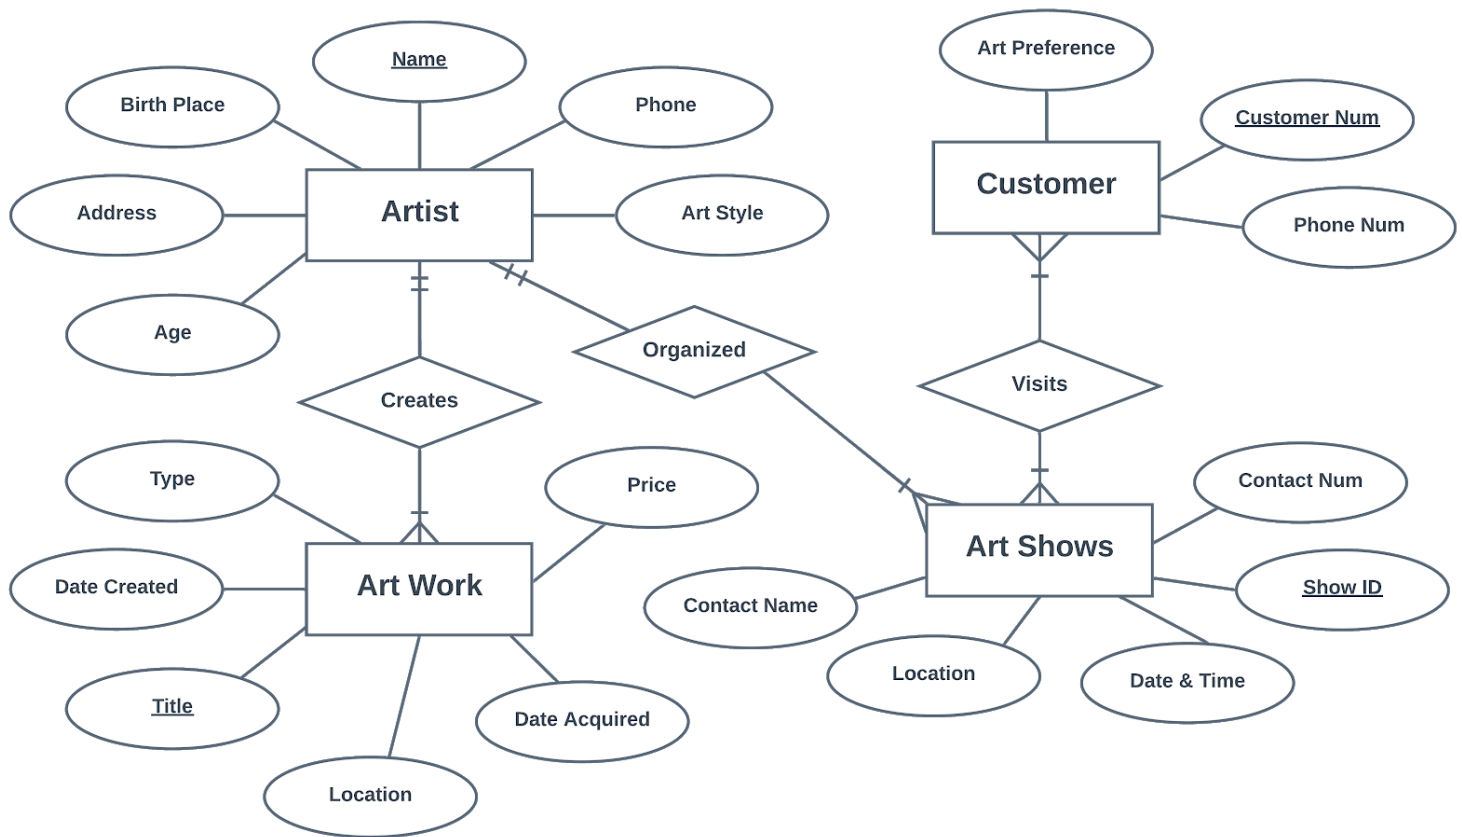 Art Preference
Name
Birth Place
Phone
Customer Num
Customer
Artist
Address
Art Style
Phone Num
Age
Organized
Creates
Visits
Type
Price
Contact Num
Art Shows
Art Work
Date Created
Contact Name
Show ID
Location
Date & Time
Title
Date Acquired
Location